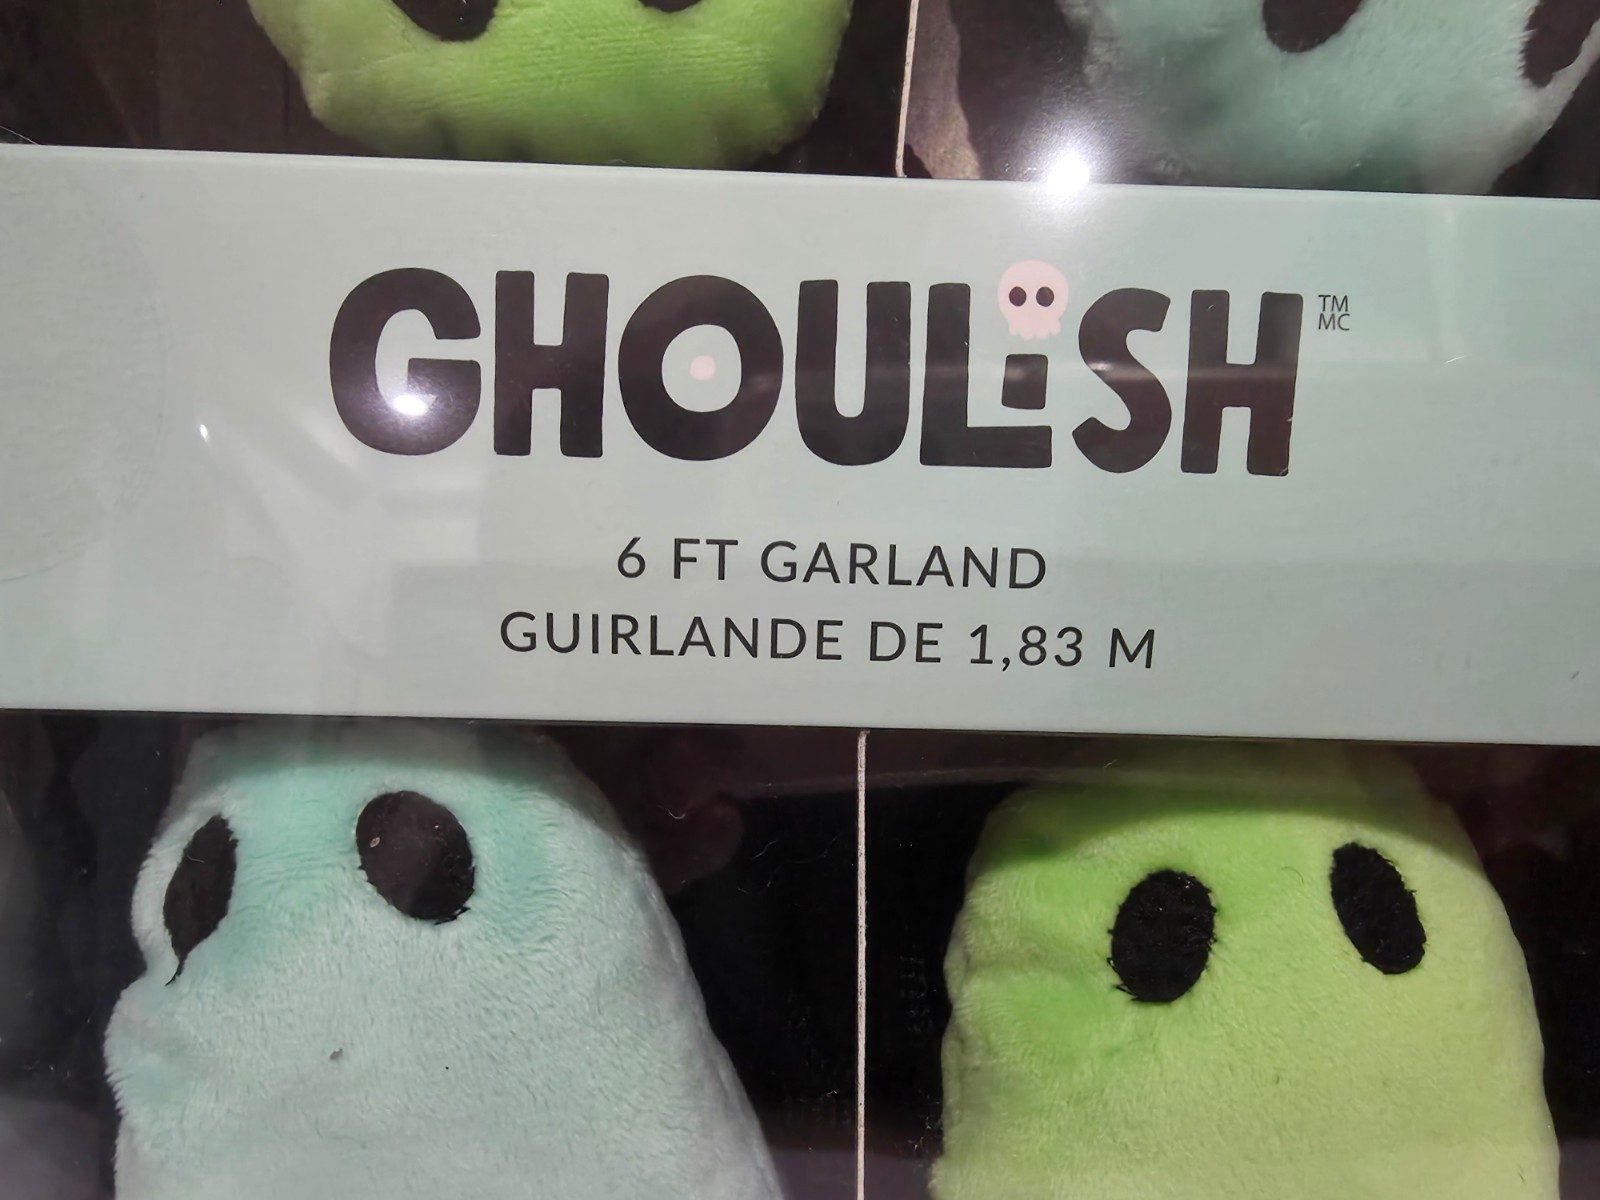 GHOULiSH TM
MC
6 FT GARLAND
GUIRLANDE DE 1,83 M